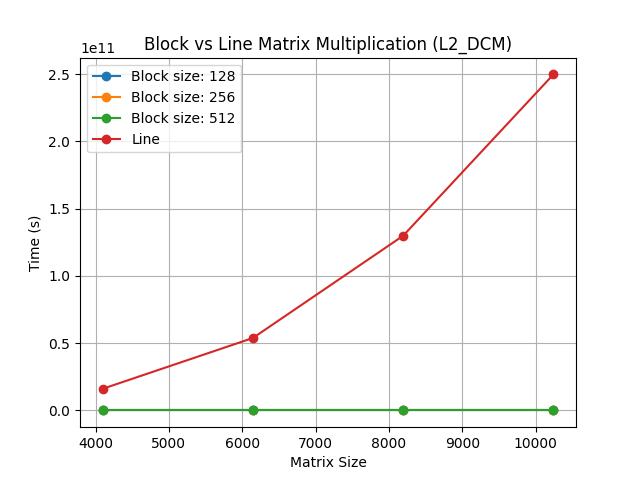 Block vs Line Matrix Multiplication (L2_DCM)
1e11
Block size: 128
Block size: 256
Block size: 512
Line
2.5
2.0
1.5
1.0
0.5
0.0
Time (s)
4000 5000 6000 7000 8000 9000 10000
Matrix Size